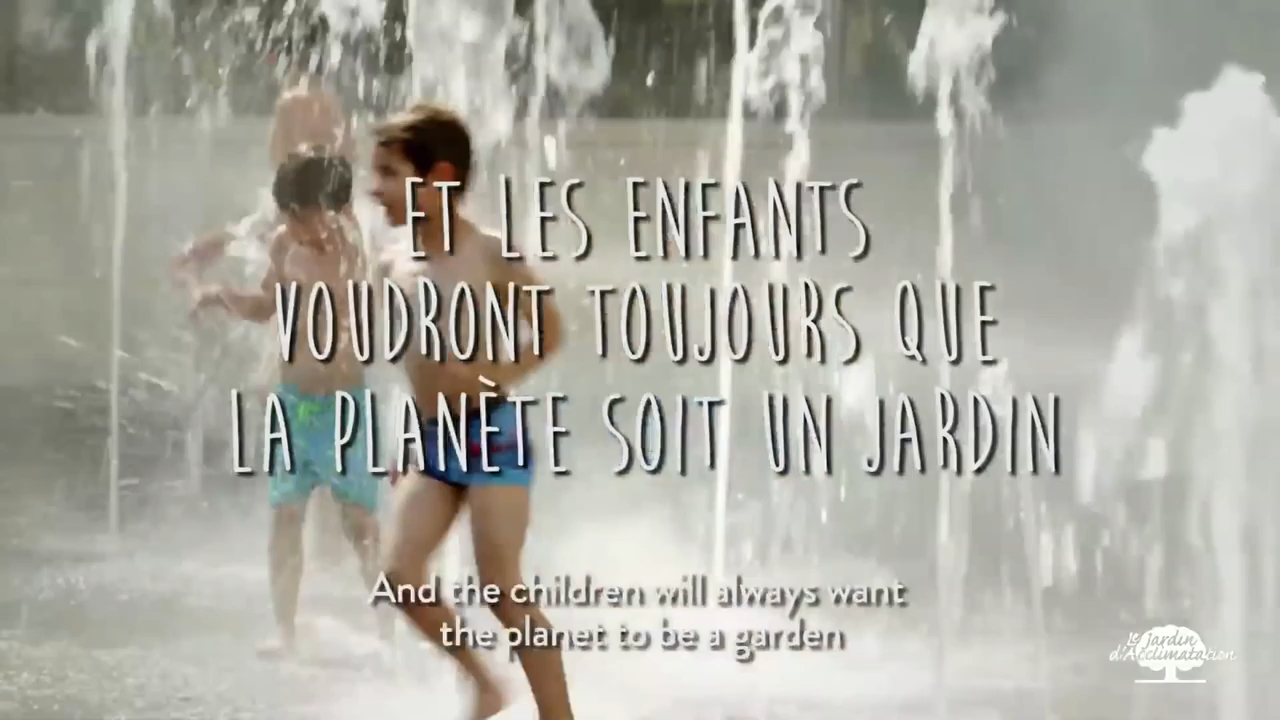 ET LES ENFANTS
VOUDRONT TOUJOURS QUE
LA PLANÈTE SOIT UN JARDIN
And the children will always want
the planet to be a garden
Le Jardin
d'Acclimatation